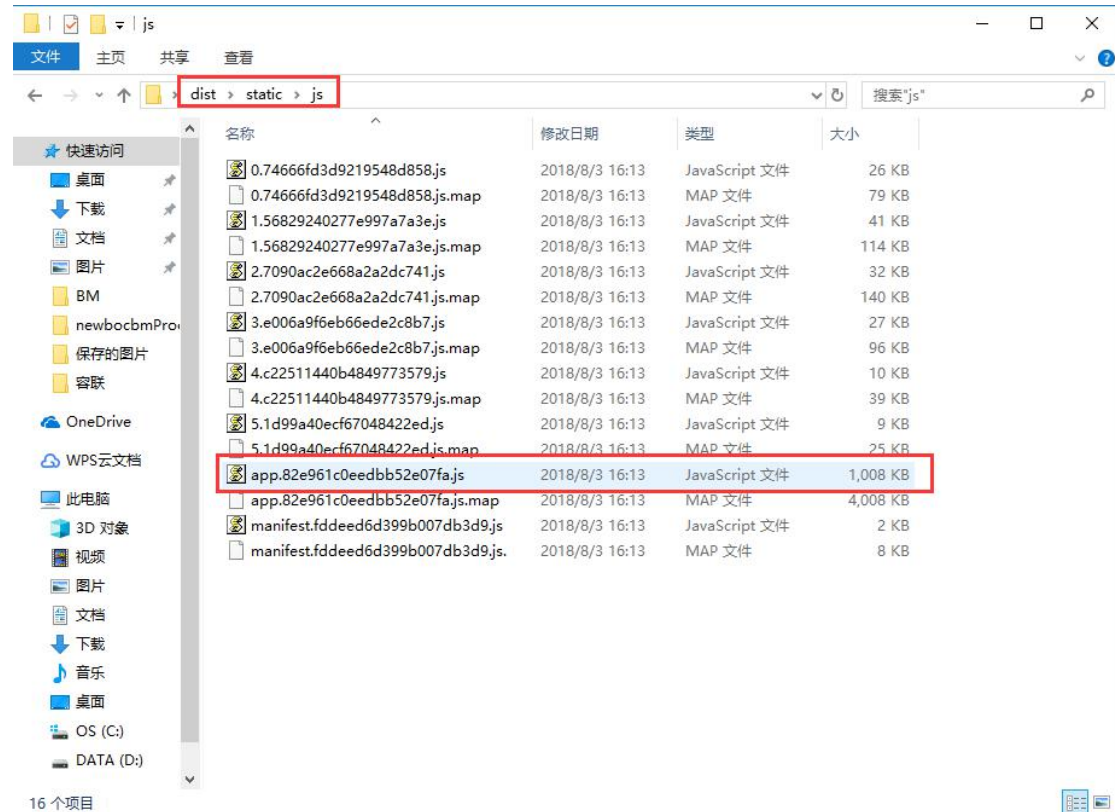 js
文件 主页 共享 查看
dist static js 搜索"js"
名称 修改日期 类型 大小
0.74666fd3d9219548d858.js 2018/8/3 16:13 JavaScript 文件 26 KB
0.74666fd3d9219548d858.js.map 2018/8/3 16:13 MAP 文件 79 KB
1.56829240277e997a7a3e.js 2018/8/3 16:13 JavaScript 文件 41 KB
1.56829240277e997a7a3e.js.map 2018/8/3 16:13 MAP 文件 114 KB
2.7090ac2e668a2a2dc741.js 2018/8/3 16:13 JavaScript 文件 32 KB
2.7090ac2e668a2a2dc741.js.map 2018/8/3 16:13 MAP 文件 140 KB
3.e006a9f6eb66ede2c8b7.js 2018/8/3 16:13 JavaScript 文件 27 KB
3.e006a9f6eb66ede2c8b7.js.map 2018/8/3 16:13 MAP 文件 96 KB
4.c22511440b4849773579.js 2018/8/3 16:13 JavaScript 文件 10 KB
4.c22511440b4849773579.js.map 2018/8/3 16:13 MAP 文件 39 KB
5.1d99a40ecf67048422ed.js 2018/8/3 16:13 JavaScript 文件 9 KB
5.1d99a40ecf67048422ed.js.map 2018/8/3 16:13 MAP 文件 25 KB
app.82e961c0eedbb52e07fa.js 2018/8/3 16:13 JavaScript 文件 1,008 KB
app.82e961c0eedbb52e07fa.js.map 2018/8/3 16:13 MAP 文件 4,008 KB
manifest.fddeed6d399b007db3d9.js 2018/8/3 16:13 JavaScript 文件 2 KB
manifest.fddeed6d399b007db3d9.js. 2018/8/3 16:13 MAP 文件 8 KB
快速访问
桌面
下载
文档
图片
BM
newbocbmPro
保存的图片
容联
OneDrive
WPS云文档
此电脑
3D 对象
视频
图片
文档
下载
音乐
桌面
OS (C:)
DATA (D:)
16 个项目